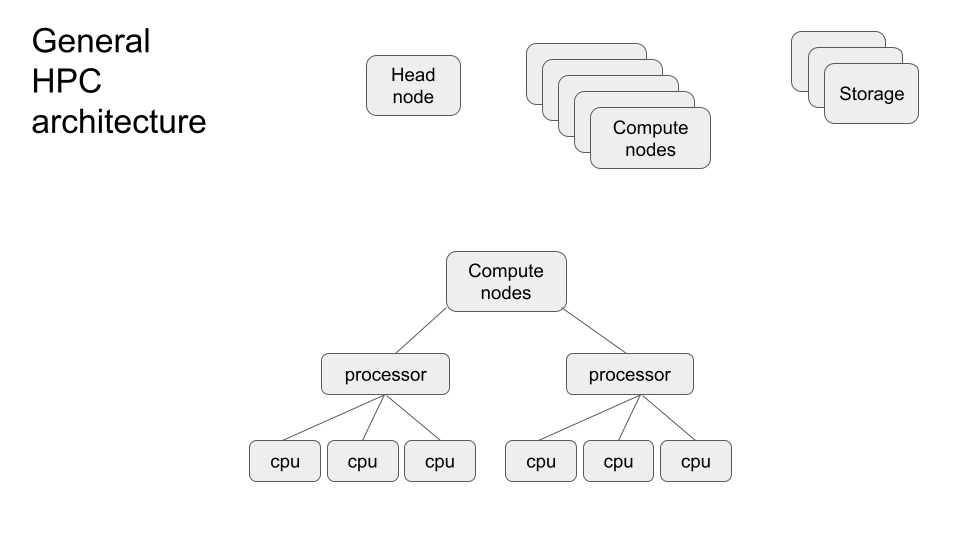 General
HPC
architecture
Head
node
Compute
nodes
Storage
Compute
nodes
processor
processor
cpu
cpu
cpu
cpu
cpu
cpu